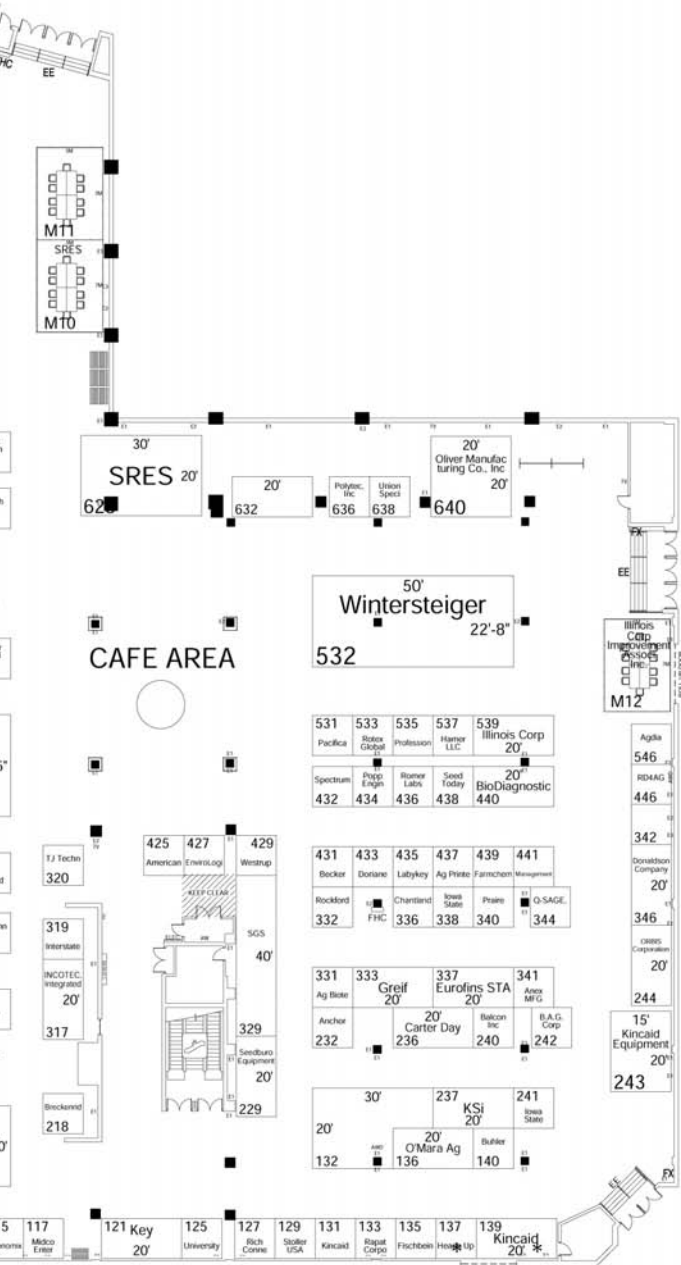 HC
EE
M11
SRES
M10
30'
SRES 20'
20'
632
Polytec,
Inc
636
Union
Speci
638
20'
Oliver Manufac
turing Co., Inc
20'
640
FX
EE
50'
Wintersteiger
22'-8"
532
CAFE AREA
Illinois
Improvement
Inc.
M12
531 533 535 537 539
Pacifica
Rotex
Global
Profession
Hamer
LLC
Illinois Corp
20'
Spectrum
432
Popp
Engin
434
Romer
Labs
436
Seed
Today
438
20'
BioDiagnostic
440
Agdia
546
RD4AG
446
342
Donaldson
Company
20'
346
ORBIS
Corporation
20'
244
15'
Kincaid
Equipment
20'
243
TJ Techn
320
425 427 429
American EnviroLogi Westrup
KEEP CLEAR
431 433 435 437 439 441
Becker Doriane Labykey Ag Printe Farmchem Management
Rockford
332
FHC
Chantland
336
Iowa
State
338
Praire
340
Q-SAGE,
344
319
Interstate
INCOTEC,
Integrated
20'
317
SGS
40'
329
Seedburo
Equipment
20'
229
331 333 337 341
Ag Biote
Greif
20'
Eurofins STA
20'
Anex
MFG
Anchor
232
20'
Carter Day
236
Balcon
Inc
240
B.A.G.
Corp
242
Breckenrid
218
30'
20'
132
237
KSi
20'
241
Iowa
State
20'
O'Mara Ag
136
Buhler
140
FX
117
Midco
Enter
121 Key
20'
125
University
127
Rich
Conne
129
Stoller
USA
131
Kincaid
133
Rapat
Corpo
135
Fischbein
137
139
Kincaid
20'